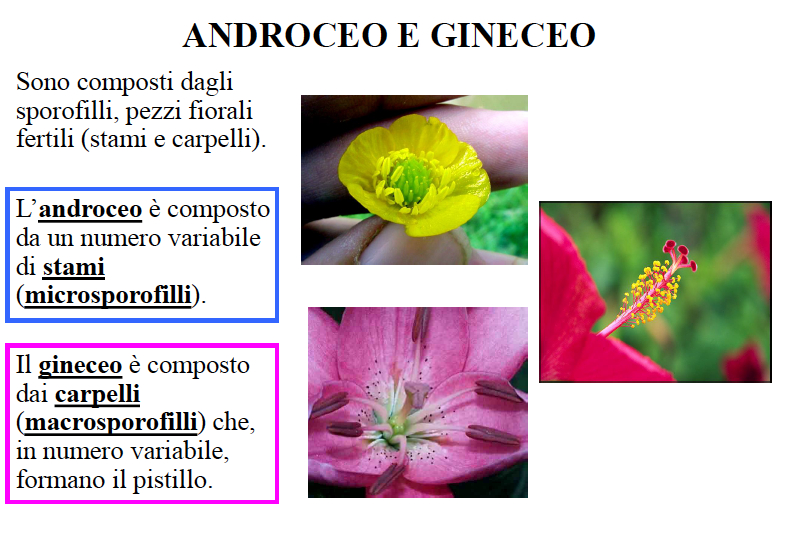 ANDROCEO E GINECEO
Sono composti dagli
sporofilli, pezzi fiorali
fertili (stami e carpelli).
L’androceo è composto
da un numero variabile
di stami
(microsporofilli).
Il gineceo è composto
dai carpelli
(macrosporofilli) che,
in numero variabile,
formano il pistillo.